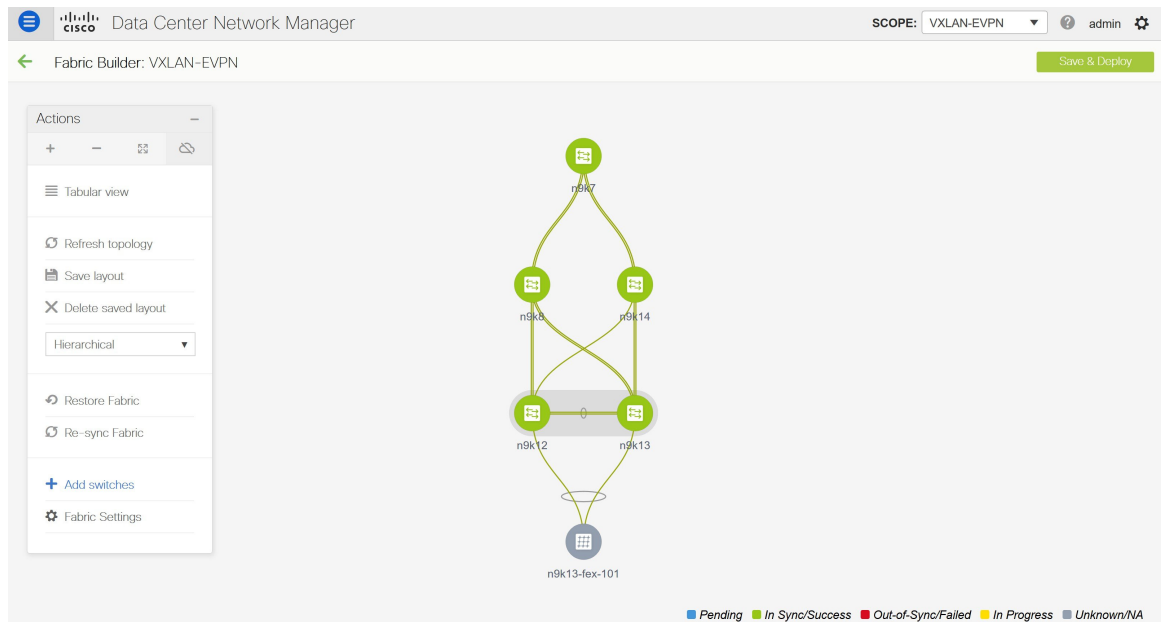 cisco Data Center Network Manager SCOPE: VXLAN-EVPN admin
Fabric Builder: VXLAN-EVPN Save & Deploy
Actions
Tabular view
Refresh topology
Save layout
Delete saved layout
Hierarchical
Restore Fabric
Re-sync Fabric
Add switches
Fabric Settings
n9k7
n9k8 n9k14
n9k12 n9k13
n9k13-fex-101
Pending In Sync/Success Out-of-Sync/Failed In Progress Unknown/NA